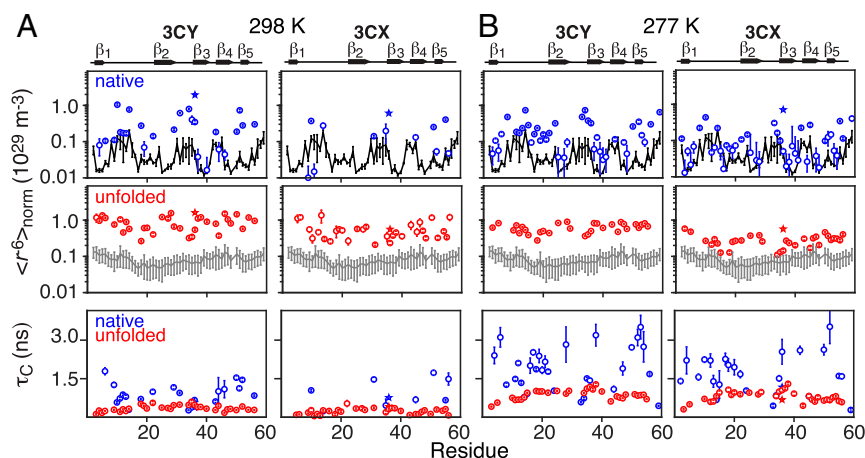 A 298 K B 277 K
3CY 3CX 3CY 3CX
β1 β2 β3 β4 β5 β1 β2 β3 β4 β5 β1 β2 β3 β4 β5 β1 β2 β3 β4 β5
native
1.0
0.1
0.01
unfolded
1.0
0.1
0.01
<r⁶>norm (10²⁹ m⁻³)
native
unfolded
3.0
1.5
τC (ns)
20 40 60 20 40 60 20 40 60 20 40 60
Residue